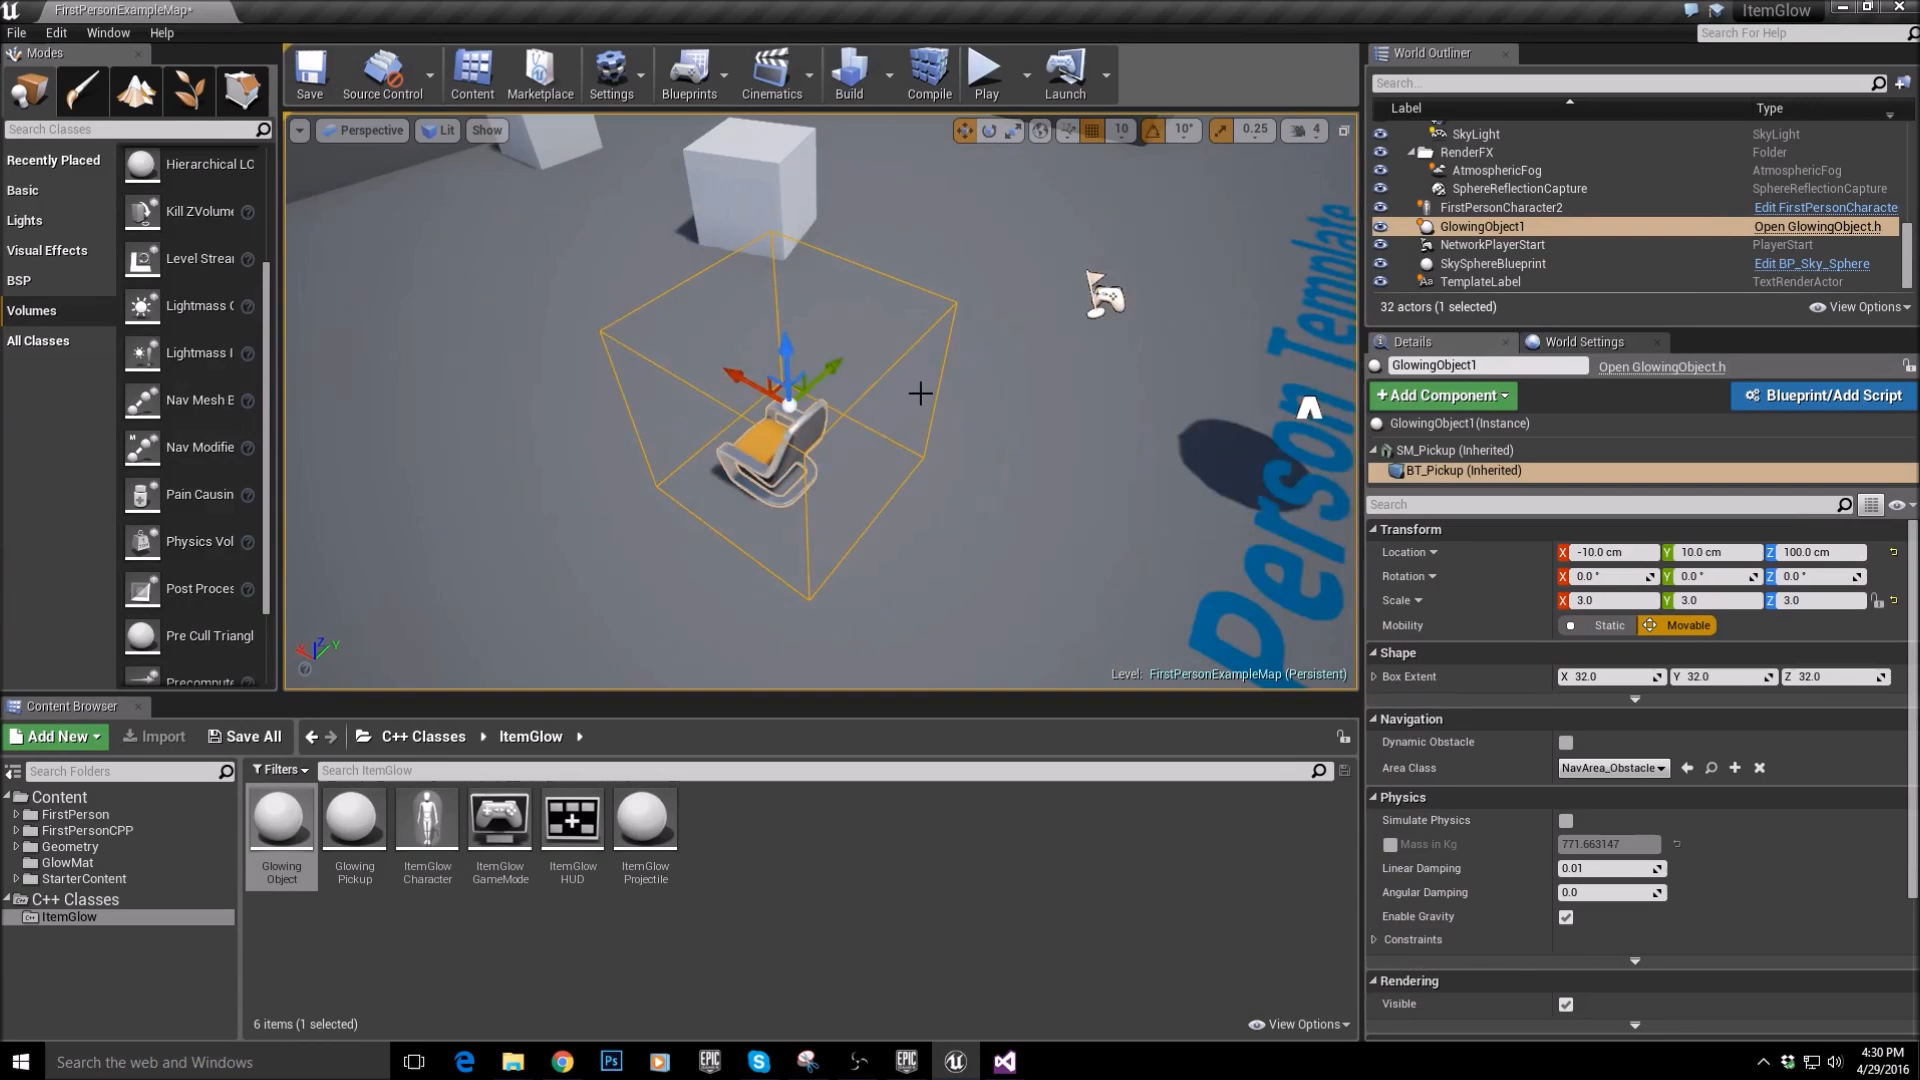 FirstPersonExampleMap*
ItemGlow
File Edit Window Help
Search For Help
Modes
Search Classes
Recently Placed
Basic
Lights
Visual Effects
BSP
Volumes
All Classes
Hierarchical LC
Kill ZVolume
Level Strear
Lightmass C
Lightmass I
Nav Mesh B
Nav Modifie
Pain Causin
Physics Vol
Post Proces
Pre Cull Triangl
Precompute
Save
Source Control
Content
Marketplace
Settings
Blueprints
Cinematics
Build
Compile
Play
Launch
Perspective Lit Show
10 10° 0.25 4
Person Template
Level: FirstPersonExampleMap (Persistent)
World Outliner
Search...
Label Type
SkyLight SkyLight
RenderFX Folder
AtmosphericFog AtmosphericFog
SphereReflectionCapture SphereReflectionCapture
FirstPersonCharacter2 Edit FirstPersonCharacte
GlowingObject1 Open GlowingObject.h
NetworkPlayerStart PlayerStart
SkySphereBlueprint Edit BP_Sky_Sphere
TemplateLabel TextRenderActor
32 actors (1 selected) View Options
Details World Settings
GlowingObject1 Open GlowingObject.h
+Add Component Blueprint/Add Script
GlowingObject1(Instance)
SM_Pickup (Inherited)
BT_Pickup (Inherited)
Search
Transform
Location X -10.0 cm Y 10.0 cm Z 100.0 cm
Rotation X 0.0 ° Y 0.0 ° Z 0.0 °
Scale X 3.0 Y 3.0 Z 3.0
Mobility Static Movable
Shape
Box Extent X 32.0 Y 32.0 Z 32.0
Navigation
Dynamic Obstacle
Area Class NavArea_Obstacle
Physics
Simulate Physics
Mass in Kg 771.663147
Linear Damping 0.01
Angular Damping 0.0
Enable Gravity
Constraints
Rendering
Visible
Content Browser
Add New Import Save All C++ Classes ItemGlow
Search Folders
Content
FirstPerson
FirstPersonCPP
Geometry
GlowMat
StarterContent
C++ Classes
ItemGlow
Filters Search ItemGlow
Glowing Object
Glowing Pickup
ItemGlow Character
ItemGlow GameMode
ItemGlow HUD
ItemGlow Projectile
6 items (1 selected) View Options
Search the web and Windows
Ps
EPIC GAMES
EPIC GAMES
4:30 PM
4/29/2016